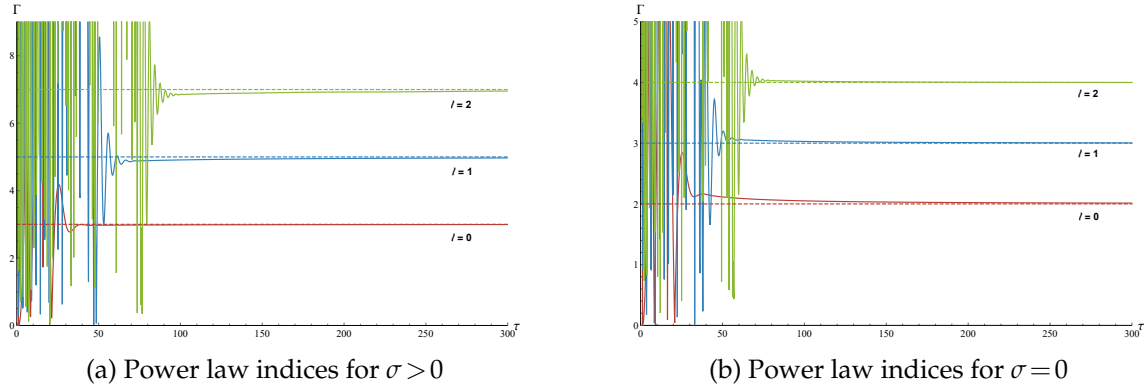 Γ
8
6
4
2
0
0
50
100
150
200
250
300
τ
l = 2
l = 1
l = 0
(a) Power law indices for σ > 0
Γ
5
4
3
2
1
0
0
50
100
150
200
250
300
τ
l = 2
l = 1
l = 0
(b) Power law indices for σ = 0